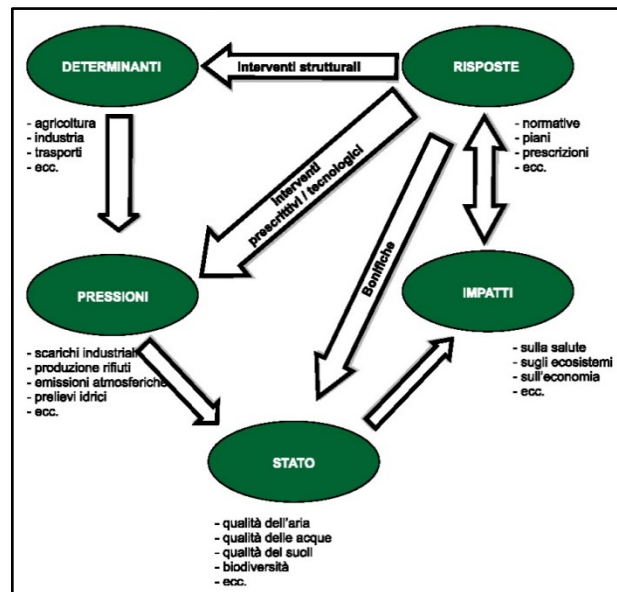 DETERMINANTI
Interventi strutturali
RISPOSTE
- agricoltura
- industria
- trasporti
- ecc.
- normative
- piani
- prescrizioni
- ecc.
Interventi
prescrittivi / tecnologici
Bonifiche
PRESSIONI
IMPATTI
- scarichi industriali
- produzione rifiuti
- emissioni atmosferiche
- prelievi idrici
- ecc.
- sulla salute
- sugli ecosistemi
- sull'economia
- ecc.
STATO
- qualità dell'aria
- qualità delle acque
- qualità dei suoli
- biodiversità
- ecc.